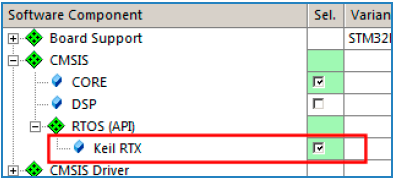 Software Component Sel. Varian
Board Support STM32
CMSIS
CORE
DSP
RTOS (API)
Keil RTX
CMSIS Driver